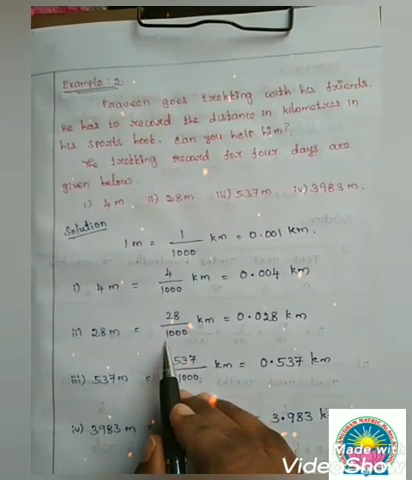 Example: 2
Praveen goes trekking with his friends.
He has to record the distance in kilometres in
his sports book. Can you help him?
The trekking record for four days are
given below.
i) 4 m. ii) 28 m iii) 537 m iv) 3983 m.
Solution
1 m = 1/1000 km = 0.001 km.
i) 4 m = 4/1000 km = 0.004 km
ii) 28 m = 28/1000 km = 0.028 km
iii) 537 m = 537/1000 km = 0.537 km
iv) 3983 m = 3.983 k
Made with
VideoShow